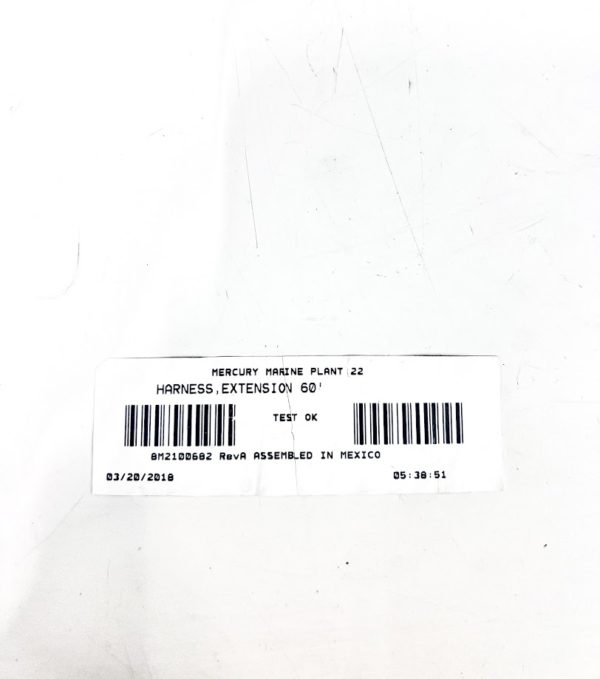 MERCURY MARINE PLANT 22
HARNESS,EXTENSION 60'
TEST OK
8M2100682 RevA ASSEMBLED IN MEXICO
03/20/2018 05:38:51